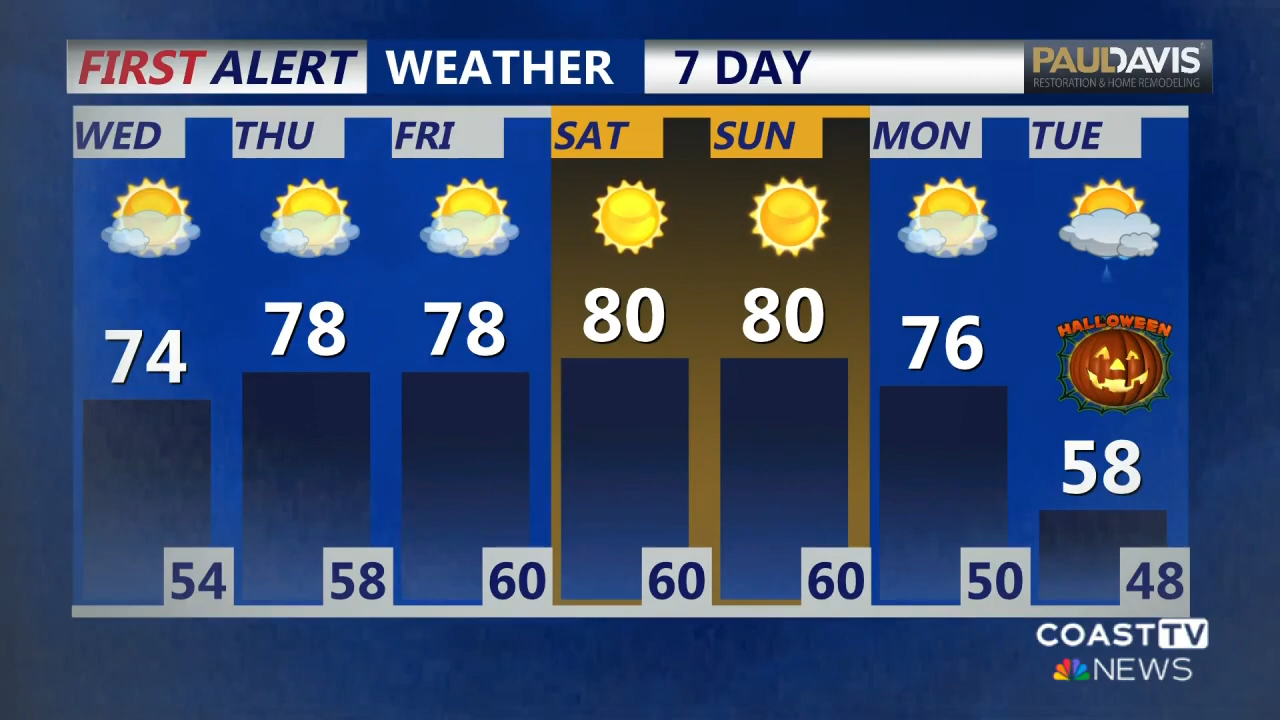 FIRST ALERT WEATHER 7 DAY
PAUL DAVIS
RESTORATION & HOME REMODELING
WED THU FRI SAT SUN MON TUE
74 78 78 80 80 76
HALLOWEEN
58
54 58 60 60 60 50 48
COAST TV
NEWS